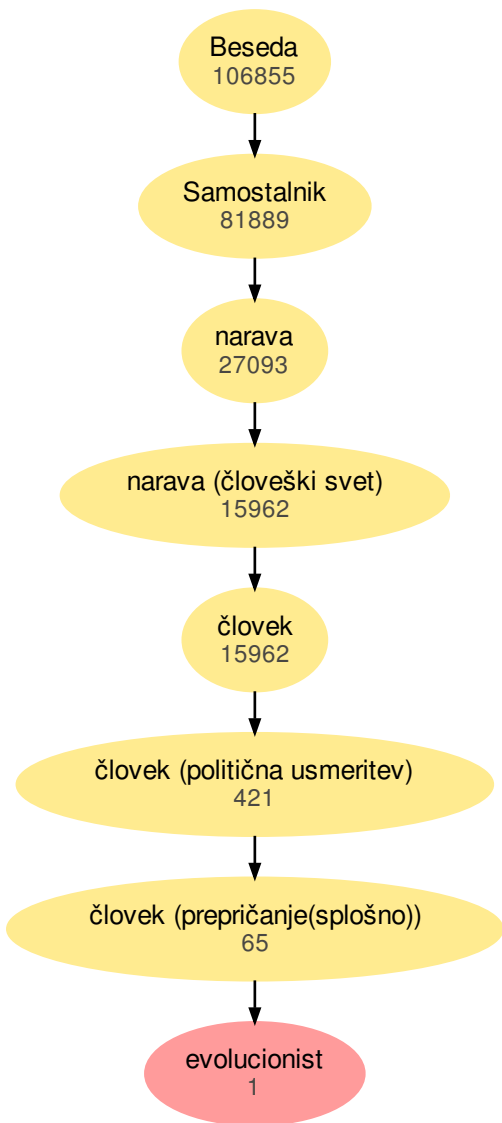 Beseda
106855
Samostalnik
81889
narava
27093
narava (človeški svet)
15962
človek
15962
človek (politična usmeritev)
421
človek (prepričanje(splošno))
65
evolucionist
1